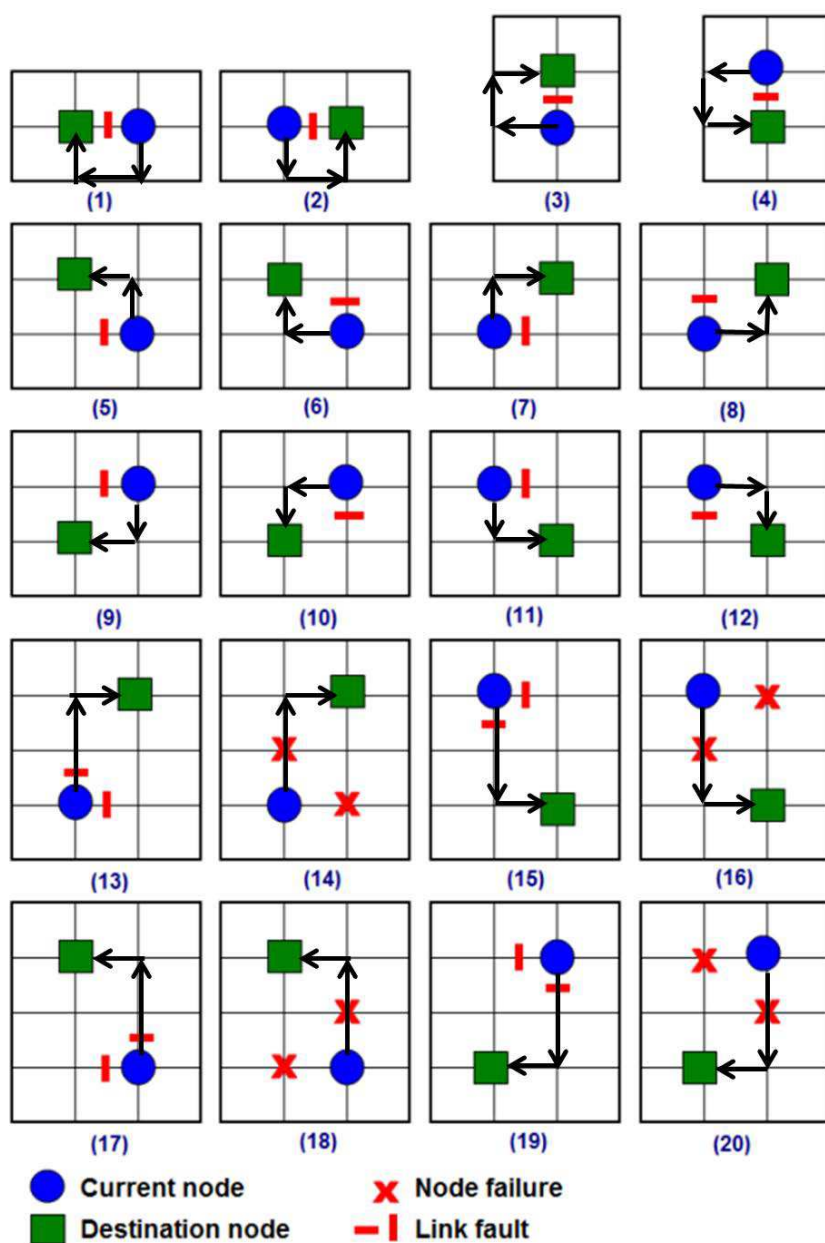 (1) (2) (3) (4)
(5) (6) (7) (8)
(9) (10) (11) (12)
(13) (14) (15) (16)
(17) (18) (19) (20)
Current node Node failure
Destination node Link fault